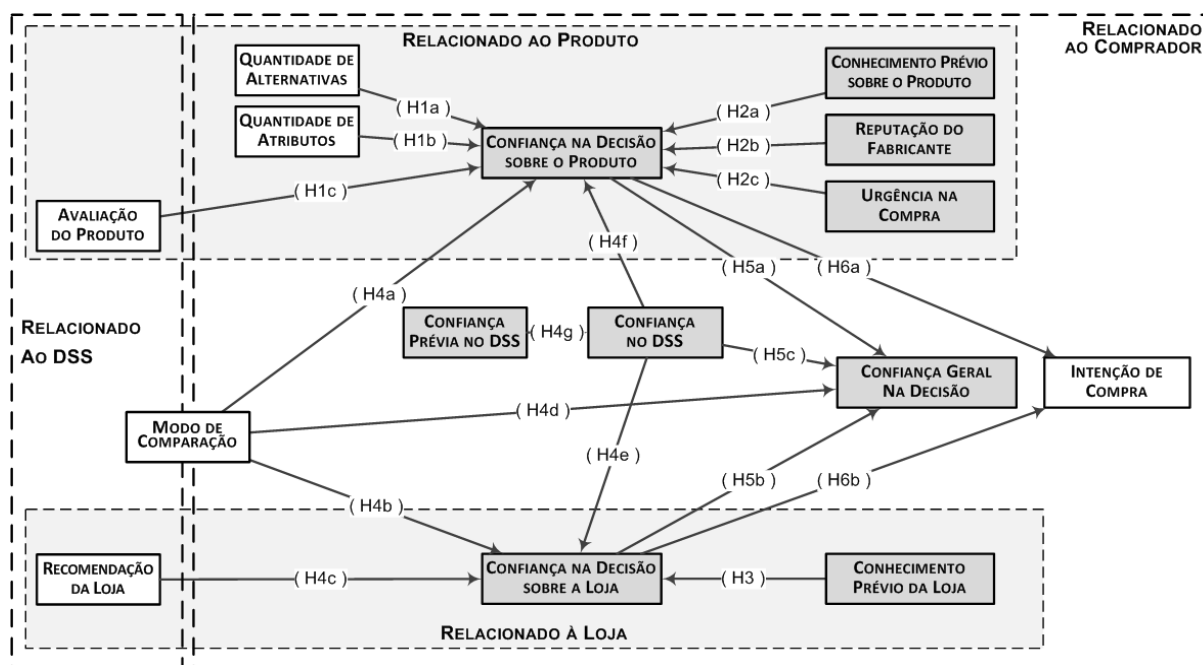 RELACIONADO AO PRODUTO
RELACIONADO
AO COMPRADOR
QUANTIDADE DE
ALTERNATIVAS
CONHECIMENTO PRÉVIO
SOBRE O PRODUTO
( H1a )
( H2a )
QUANTIDADE DE
ATRIBUTOS
( H1b )
CONFIANÇA NA DECISÃO
SOBRE O PRODUTO
( H2b )
REPUTAÇÃO DO
FABRICANTE
( H1c )
( H2c )
URGÊNCIA NA
COMPRA
AVALIAÇÃO
DO PRODUTO
( H4f )
( H5a )
( H6a )
( H4a )
RELACIONADO
AO DSS
CONFIANÇA
PRÉVIA NO DSS
( H4g )
CONFIANÇA
NO DSS
( H5c )
CONFIANÇA GERAL
NA DECISÃO
INTENÇÃO DE
COMPRA
( H4d )
MODO DE
COMPARAÇÃO
( H4e )
( H5b )
( H6b )
( H4b )
RECOMENDAÇÃO
DA LOJA
( H4c )
CONFIANÇA NA DECISÃO
SOBRE A LOJA
( H3 )
CONHECIMENTO
PRÉVIO DA LOJA
RELACIONADO À LOJA